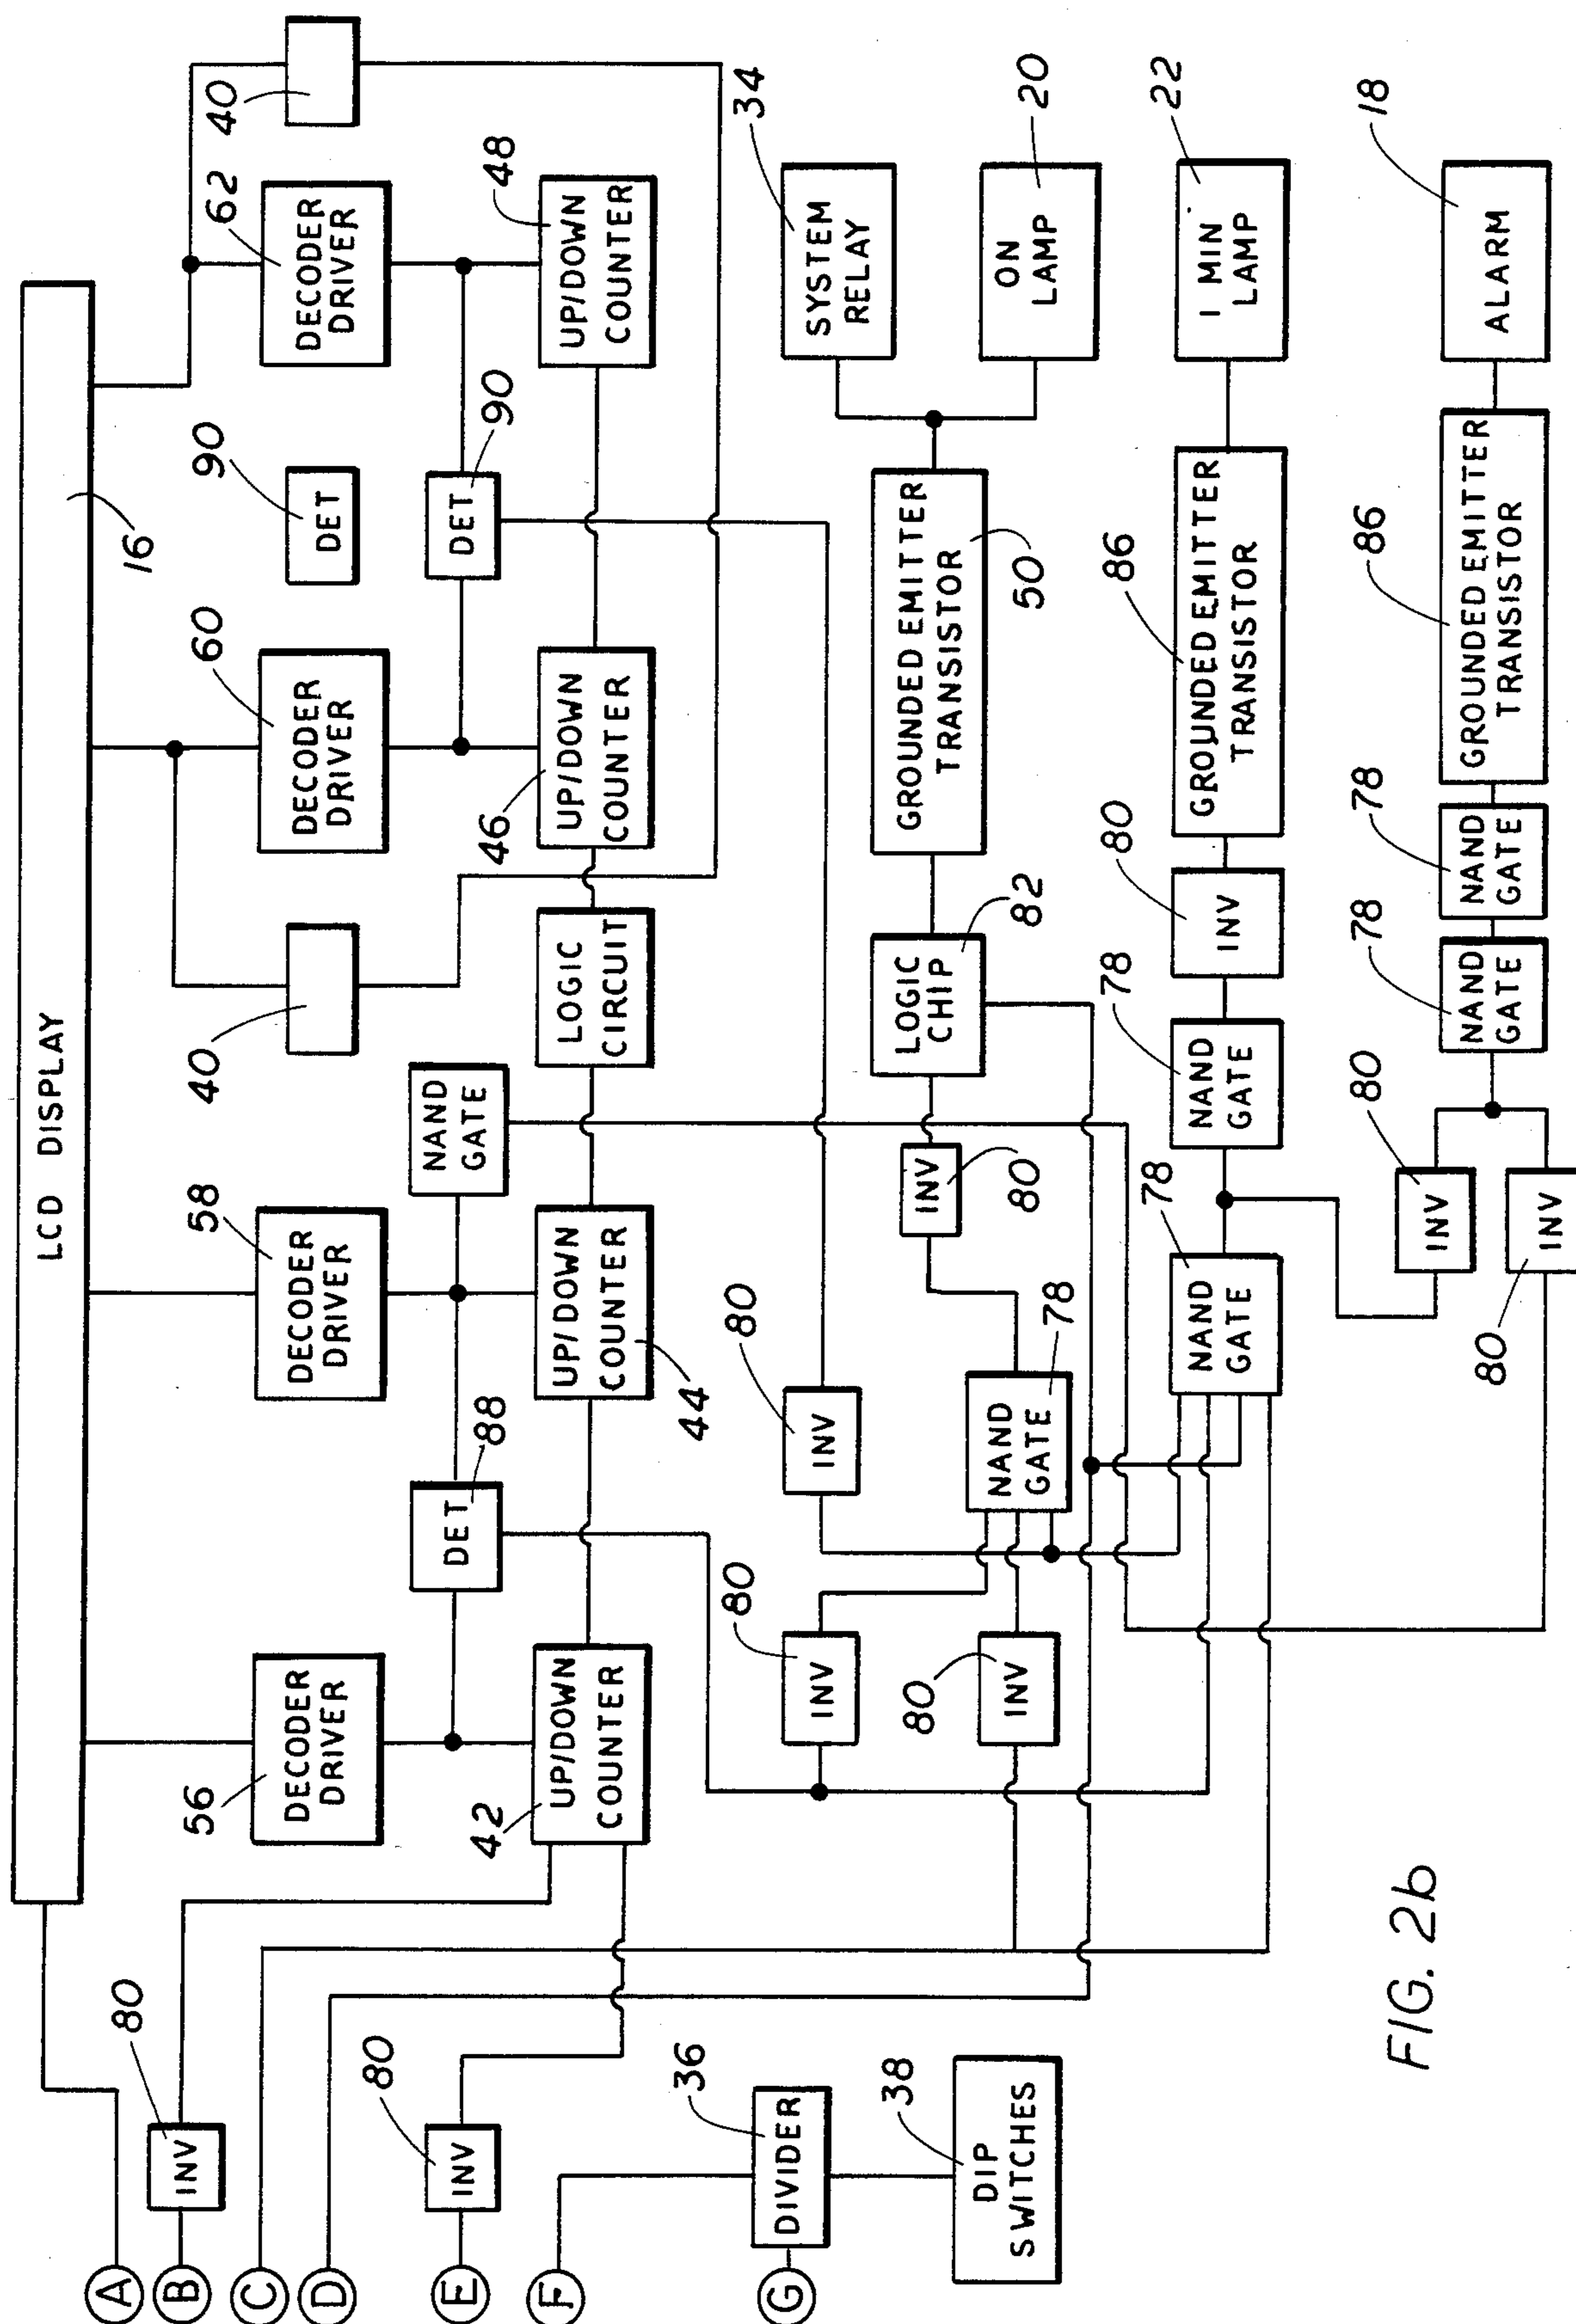 LCD DISPLAY
16
40
62
DECODER
DRIVER
90
DET
60
DECODER
DRIVER
40
58
DECODER
DRIVER
56
DECODER
DRIVER
48
UP/DOWN
COUNTER
90
DET
46
UP/DOWN
COUNTER
LOGIC
CIRCUIT
NAND
GATE
44
UP/DOWN
COUNTER
88
DET
42
UP/DOWN
COUNTER
34
SYSTEM
RELAY
20
ON
LAMP
50
GROUNDED EMITTER
TRANSISTOR
82
LOGIC
CHIP
80
INV
80
INV
78
NAND
GATE
80
INV
80
INV
22
1 MIN
LAMP
86
GROUNDED EMITTER
TRANSISTOR
80
INV
78
NAND
GATE
78
NAND
GATE
18
ALARM
86
GROUNDED EMITTER
TRANSISTOR
78
NAND
GATE
78
NAND
GATE
80
INV
80
INV
A
80
INV
B
C
D
80
INV
E
F
36
DIVIDER
G
38
DIP
SWITCHES
FIG. 2b